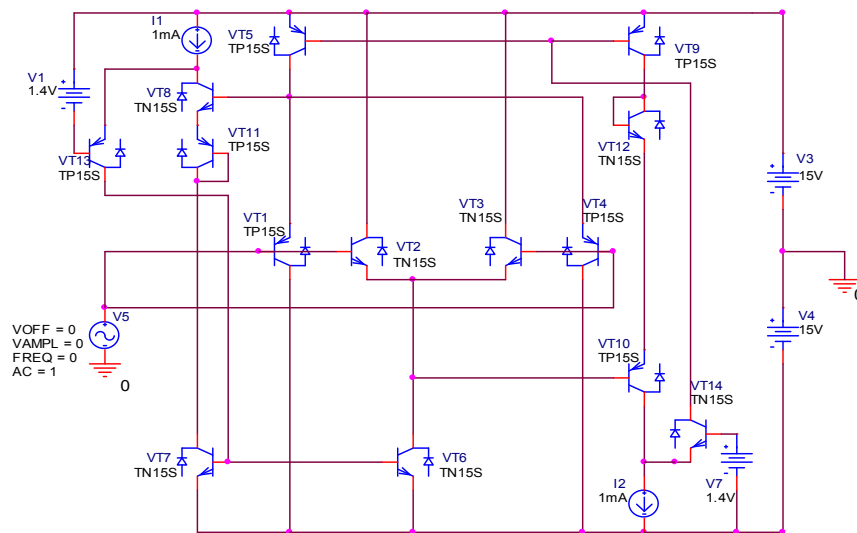 I1
1mA
VT5
TP15S
VT9
TP15S
V1
1.4V
VT8
TN15S
VT11
TP15S
VT13
TP15S
VT12
TN15S
V3
15V
VT1
TP15S
VT2
TN15S
VT3
TN15S
VT4
TP15S
0
V5
VOFF = 0
VAMPL = 0
FREQ = 0
AC = 1
0
V4
15V
VT10
TP15S
VT14
TN15S
VT7
TN15S
VT6
TN15S
I2
1mA
V7
1.4V